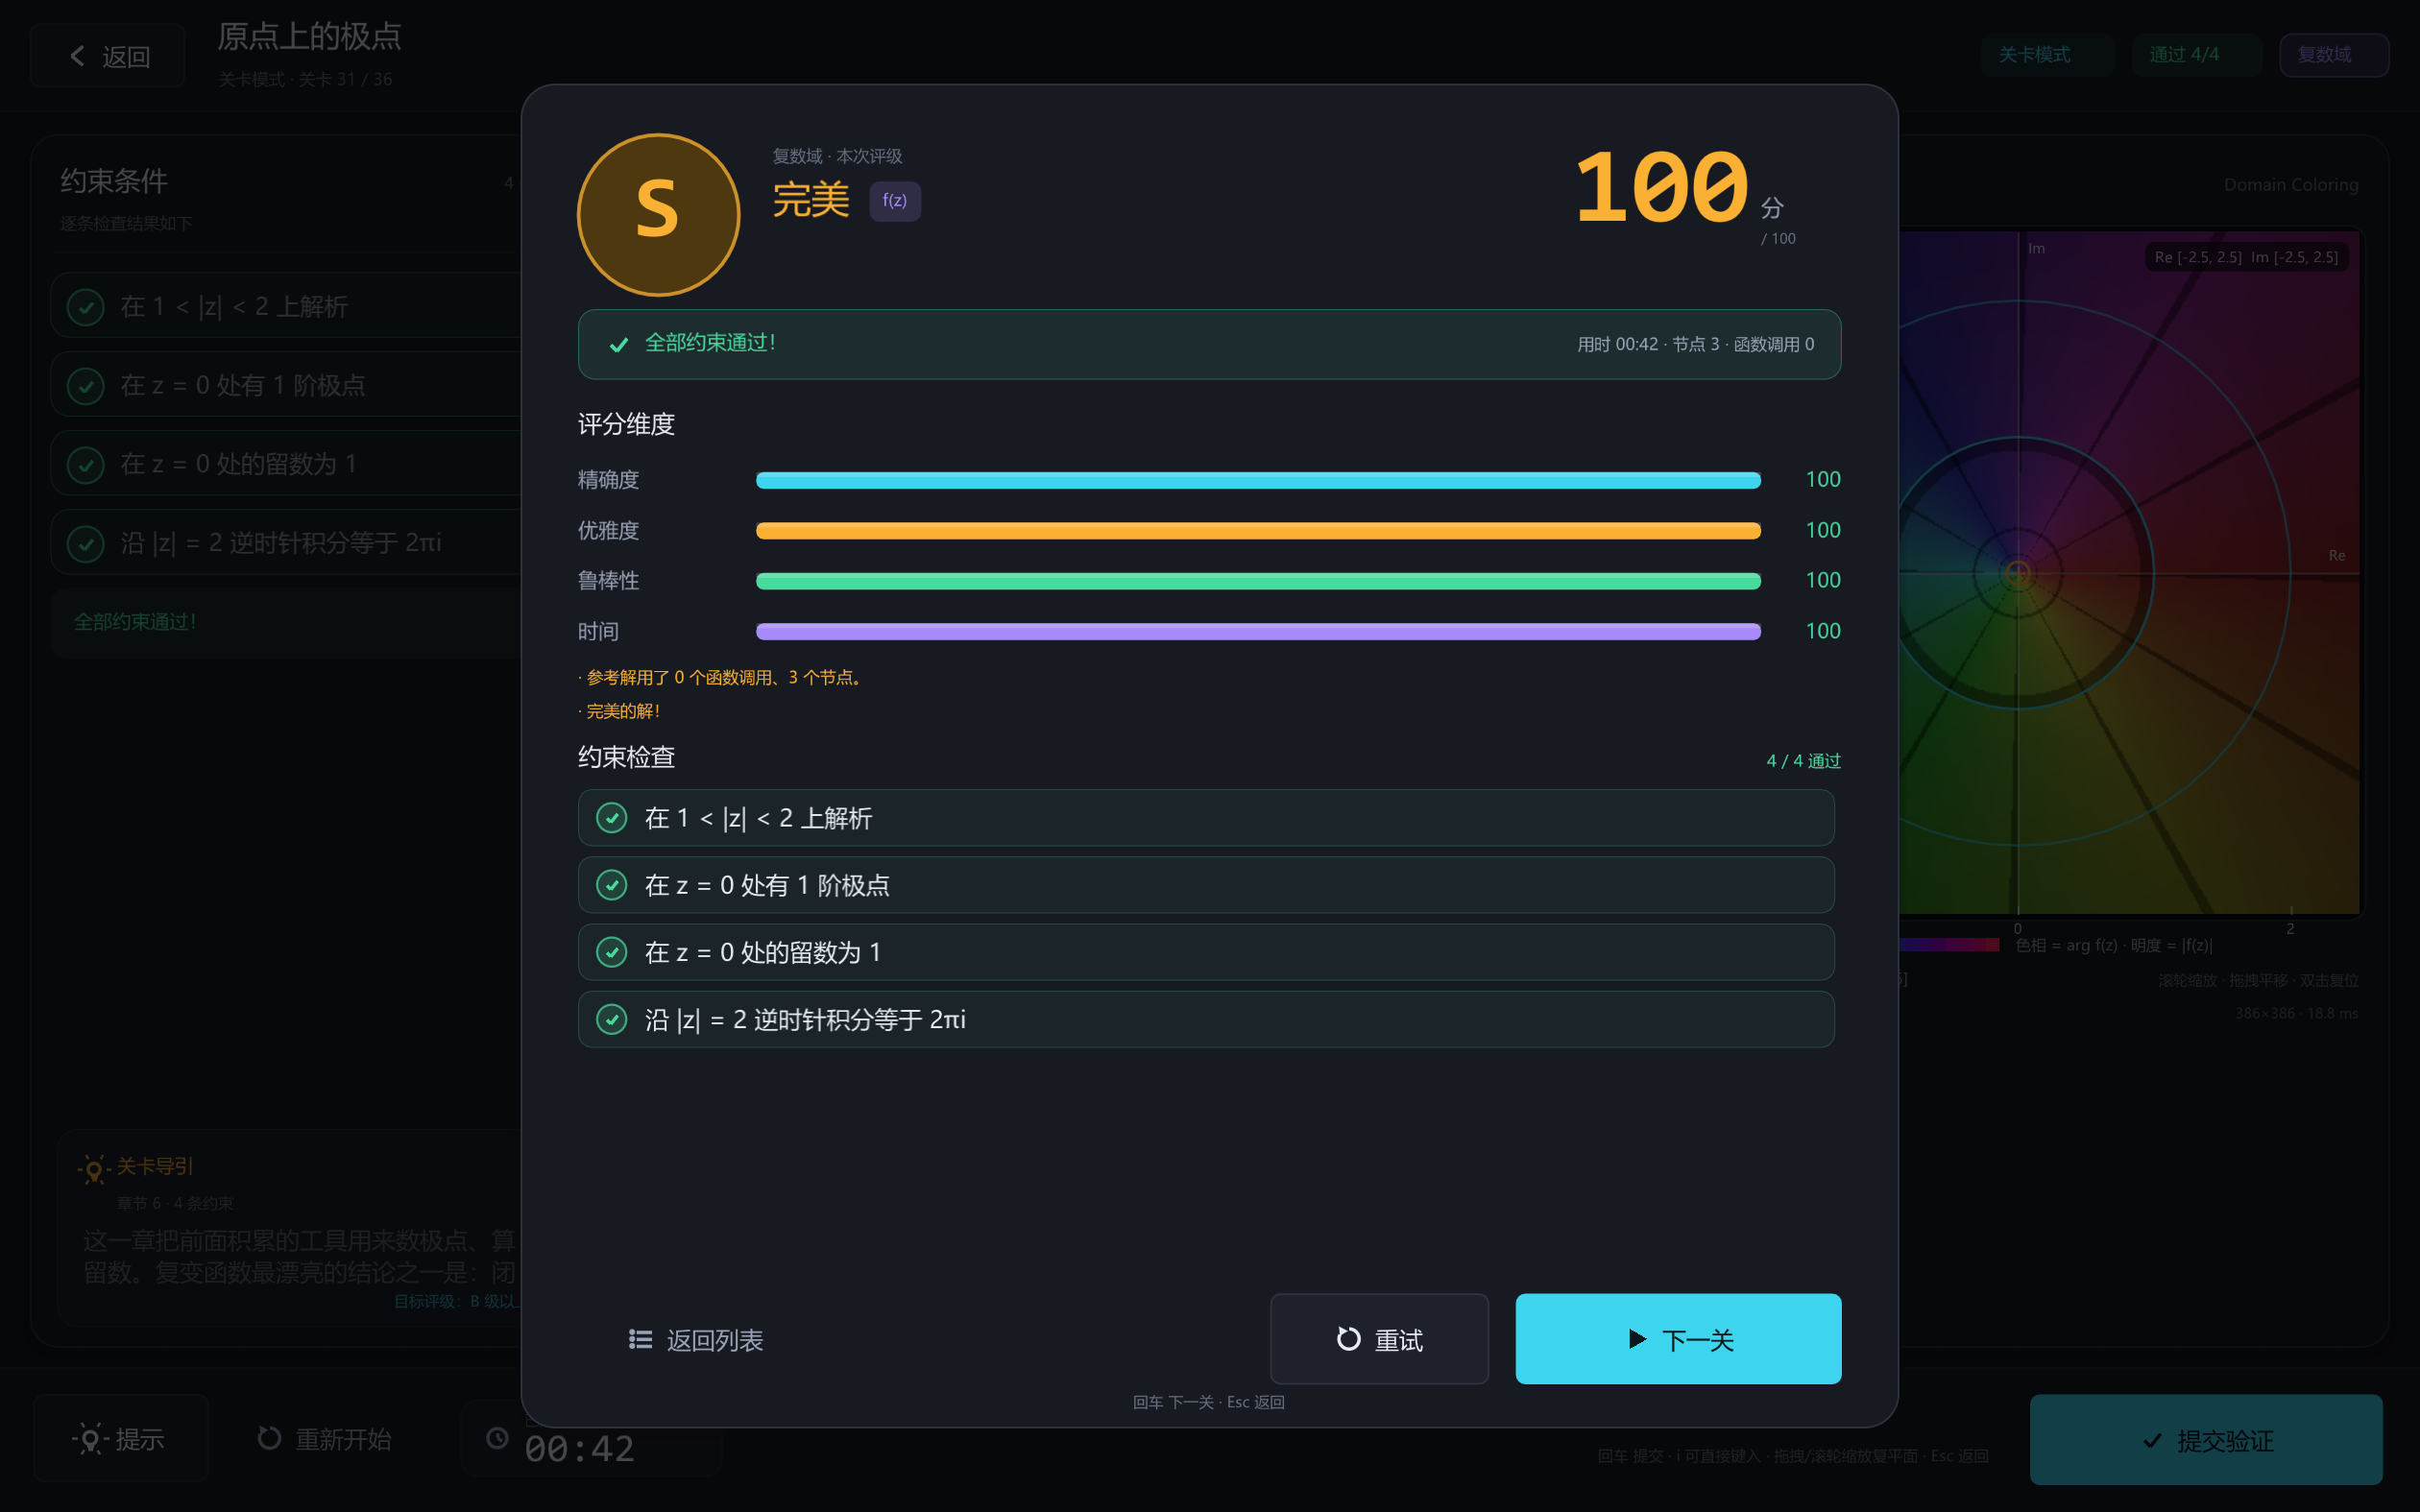 返回
原点上的极点
关卡模式 · 关卡 31 / 36
关卡模式
通过 4/4
复数域
约束条件
4
逐条检查结果如下
在 1 < |z| < 2 上解析
在 z = 0 处有 1 阶极点
在 z = 0 处的留数为 1
沿 |z| = 2 逆时针积分等于 2πi
全部约束通过!
关卡导引
章节 6 · 4 条约束
这一章把前面积累的工具用来数极点、算
留数。复变函数最漂亮的结论之一是：闭
目标评级：B 级以
S
复数域 · 本次评级
完美
f(z)
100
分
/ 100
全部约束通过!
用时 00:42 · 节点 3 · 函数调用 0
评分维度
精确度
100
优雅度
100
鲁棒性
100
时间
100
· 参考解用了 0 个函数调用、3 个节点。
· 完美的解!
约束检查
4 / 4 通过
在 1 < |z| < 2 上解析
在 z = 0 处有 1 阶极点
在 z = 0 处的留数为 1
沿 |z| = 2 逆时针积分等于 2πi
返回列表
重试
下一关
回车 下一关 · Esc 返回
Domain Coloring
Im
Re [-2.5, 2.5]  Im [-2.5, 2.5]
Re
0
2
色相 = arg f(z) · 明度 = |f(z)|
滚轮缩放 · 拖拽平移 · 双击复位
386×386 · 18.8 ms
提示
重新开始
00:42
回车 提交 · i 可直接键入 · 拖拽/滚轮缩放复平面 · Esc 返回
提交验证